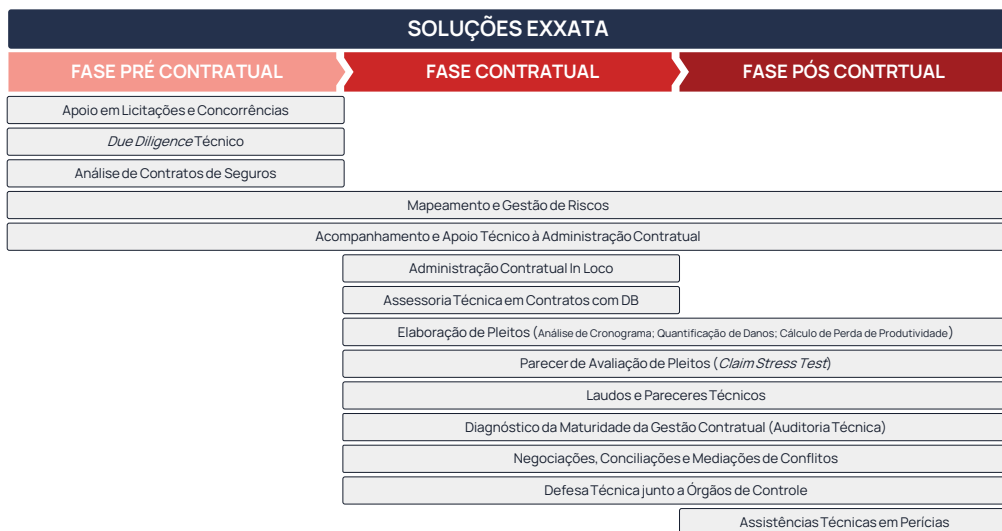 SOLUÇÕES EXXATA
FASE PRÉ CONTRATUAL
FASE CONTRATUAL
FASE PÓS CONTRTUAL
Apoio em Licitações e Concorrências
Due Diligence Técnico
Análise de Contratos de Seguros
Mapeamento e Gestão de Riscos
Acompanhamento e Apoio Técnico à Administração Contratual
Administração Contratual In Loco
Assessoria Técnica em Contratos com DB
Elaboração de Pleitos (Análise de Cronograma; Quantificação de Danos; Cálculo de Perda de Produtividade)
Parecer de Avaliação de Pleitos (Claim Stress Test)
Laudos e Pareceres Técnicos
Diagnóstico da Maturidade da Gestão Contratual (Auditoria Técnica)
Negociações, Conciliações e Mediações de Conflitos
Defesa Técnica junto a Órgãos de Controle
Assistências Técnicas em Perícias